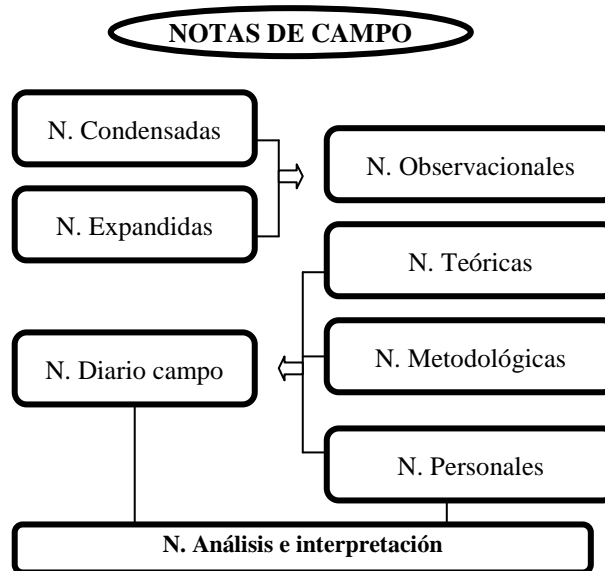 NOTAS DE CAMPO
N. Condensadas
N. Observacionales
N. Expandidas
N. Teóricas
N. Diario campo
N. Metodológicas
N. Personales
N. Análisis e interpretación